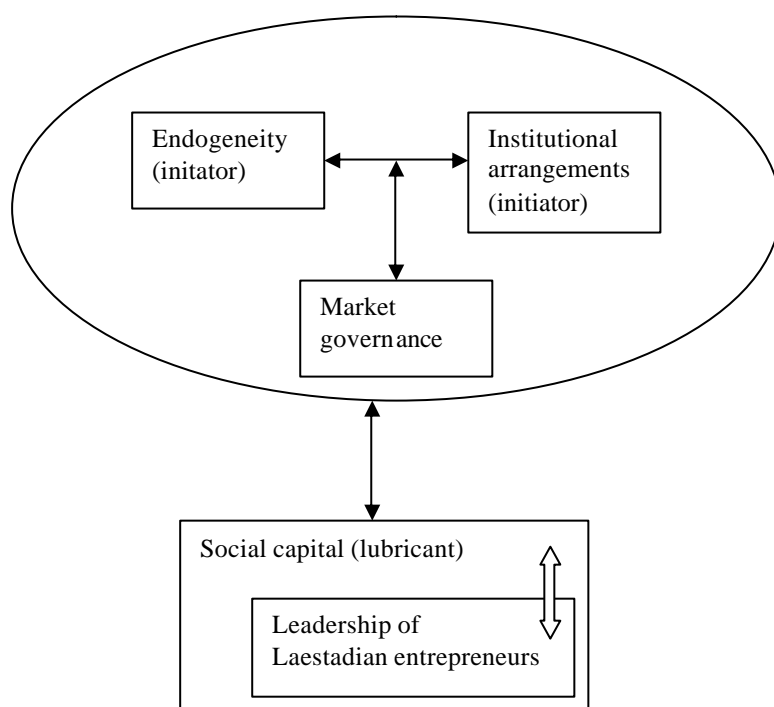 Endogeneity
(initator)
Institutional
arrangements
(initiator)
Market
governance
Social capital (lubricant)
Leadership of
Laestadian entrepreneurs